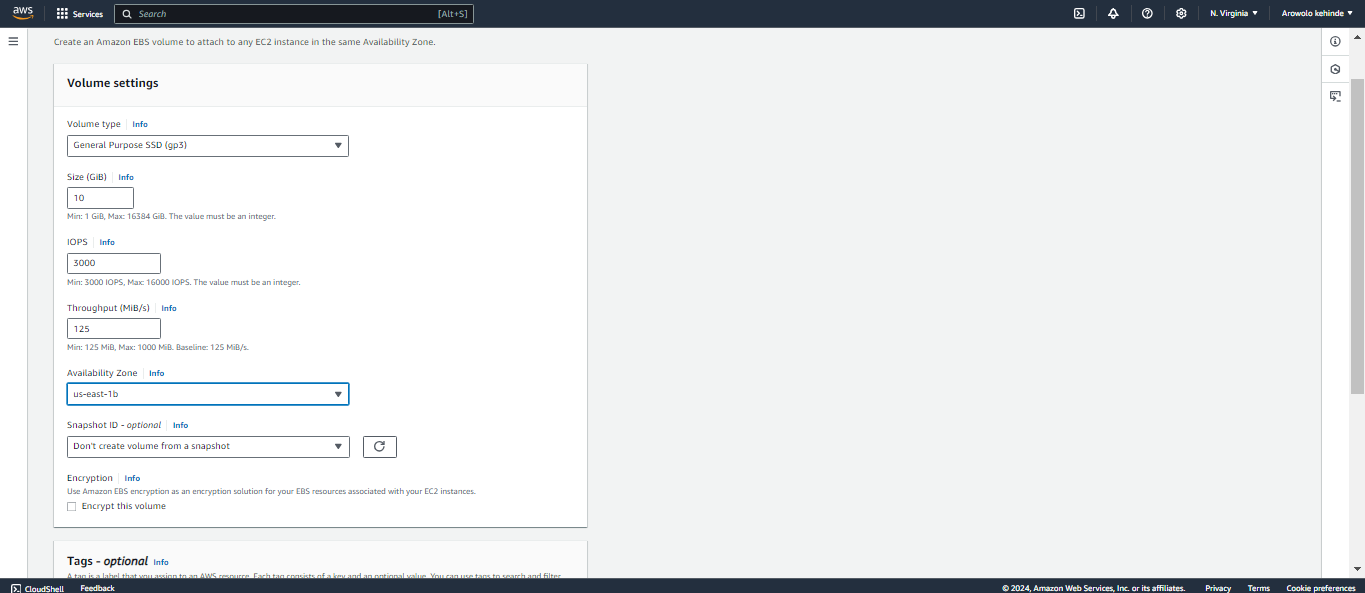 aws Services Search [Alt+S] N. Virginia Arowolo kehinde
Create an Amazon EBS volume to attach to any EC2 instance in the same Availability Zone.
Volume settings
Volume type Info
General Purpose SSD (gp3)
Size (GiB) Info
10
Min: 1 GiB, Max: 16384 GiB. The value must be an integer.
IOPS Info
3000
Min: 3000 IOPS, Max: 16000 IOPS. The value must be an integer.
Throughput (MiB/s) Info
125
Min: 125 MiB, Max: 1000 MiB. Baseline: 125 MiB/s.
Availability Zone Info
us-east-1b
Snapshot ID - optional Info
Don't create volume from a snapshot
Encryption Info
Use Amazon EBS encryption as an encryption solution for your EBS resources associated with your EC2 instances.
Encrypt this volume
Tags - optional Info
A tag is a label that you assign to an AWS resource. Each tag consists of a key and an optional value. You can use tags to search and filter
CloudShell Feedback © 2024, Amazon Web Services, Inc. or its affiliates. Privacy Terms Cookie preferences